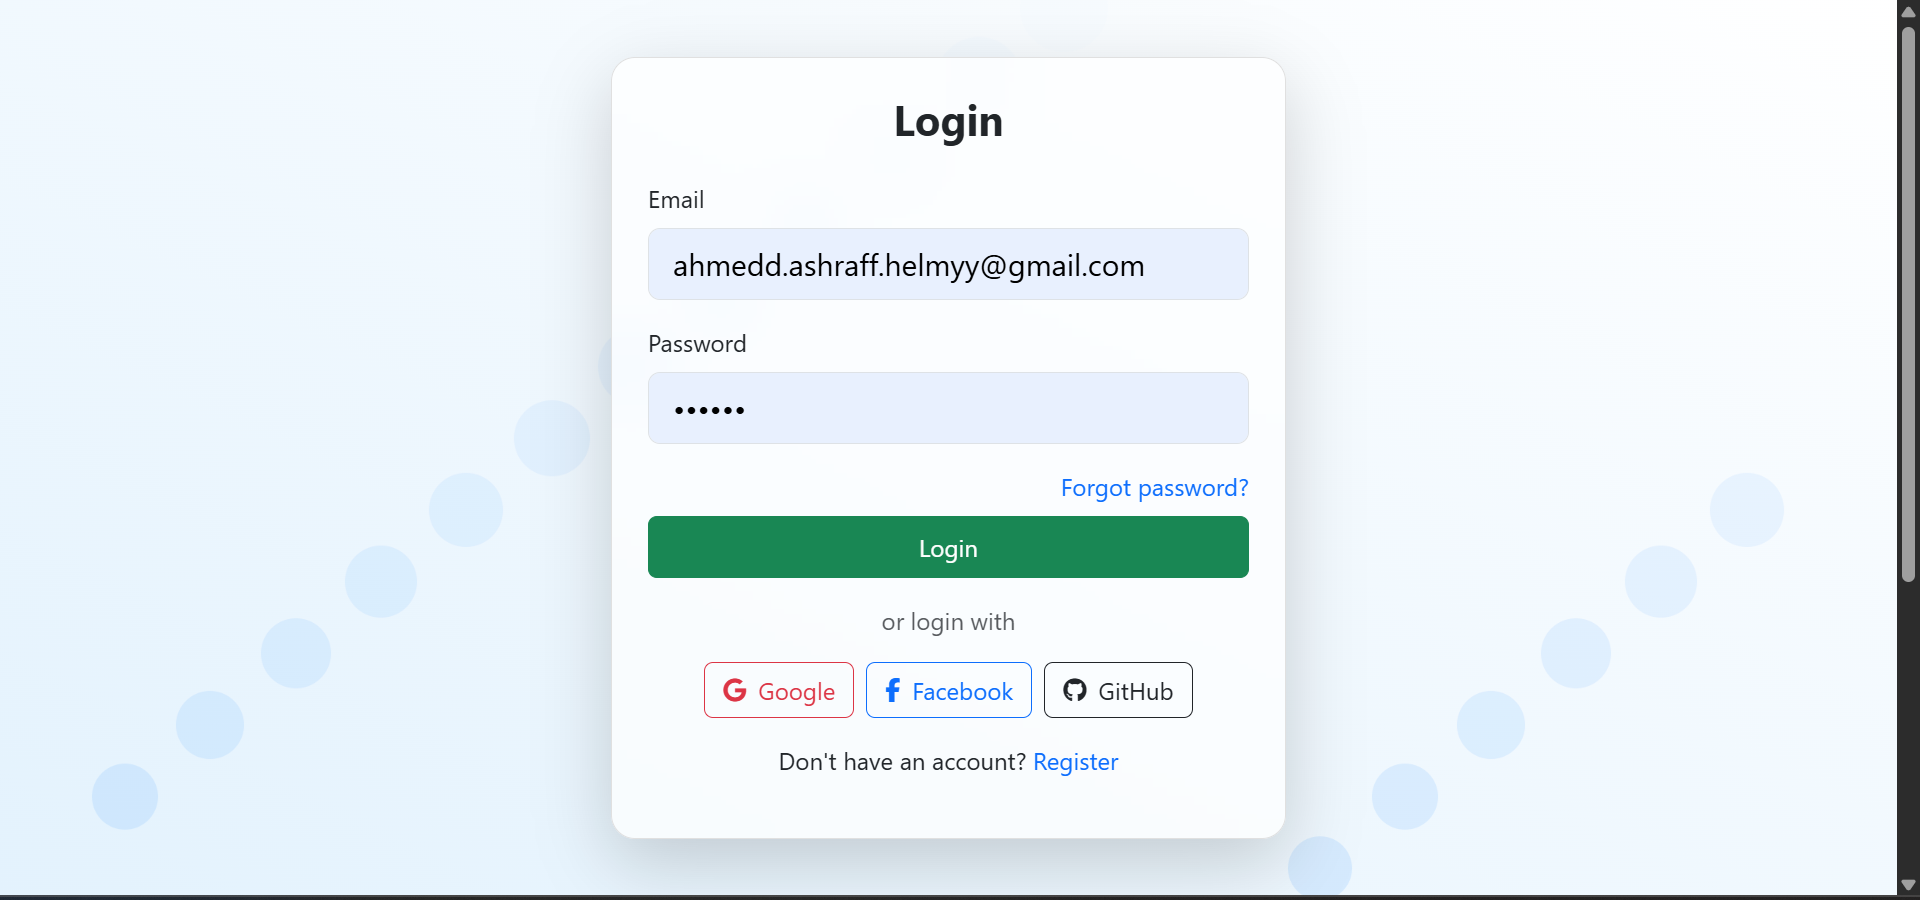 Login
Email
ahmedd.ashraff.helmyy@gmail.com
Password
••••••
Forgot password?
Login
or login with
Google Facebook GitHub
Don't have an account? Register